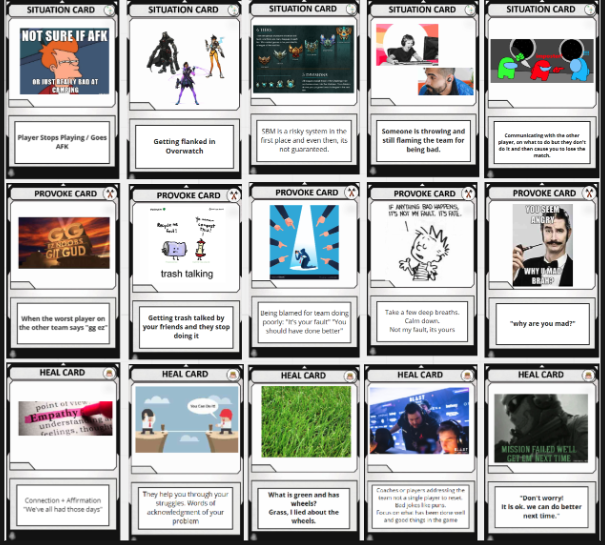 SITUATION CARD
SITUATION CARD
SITUATION CARD
SITUATION CARD
SITUATION CARD
NOT SURE IF AFK
OR JUST REALLY BAD AT
CAMPING
Player Stops Playing / Goes
AFK
Getting flanked in
Overwatch
SBM is a risky system in the
first place and even then, its
not guaranteed.
Someone is throwing and
still flaming the team for
being bad.
Communicating with the other
player, on what to do but they don't
do it and then cause you to lose the
match.
PROVOKE CARD
PROVOKE CARD
PROVOKE CARD
PROVOKE CARD
PROVOKE CARD
GG
EZ NOOBS
GIT GUD
trash talking
IF ANYTHING BAD HAPPENS,
IT'S NOT MY FAULT, IT'S FATE.
YOU SEEM
ANGRY
WHY U MAD
BRAH?
When the worst player on
the other team says "gg ez"
Getting trash talked by
your friends and they stop
doing it
Being blamed for team doing
poorly: "It's your fault" "You
should have done better"
Take a few deep breaths.
Calm down.
Not my fault, its yours
"why are you mad?"
HEAL CARD
HEAL CARD
HEAL CARD
HEAL CARD
HEAL CARD
point of view
Empathy
understanding
feelings,
You Can Do It!
BLAST
BLAST
MISSION FAILED WE'LL
GET EM NEXT TIME
Connection + Affirmation
"We've all had those days"
They help you through your
struggles. Words of
acknowledgment of your
problem
What is green and has
wheels?
Grass, I lied about the
wheels.
Coaches or players addressing the
team not a single player to reset.
Bad jokes like puns.
Focus on what has been done well
and good things in the game
"Don't worry!
It is ok. we can do better
next time."